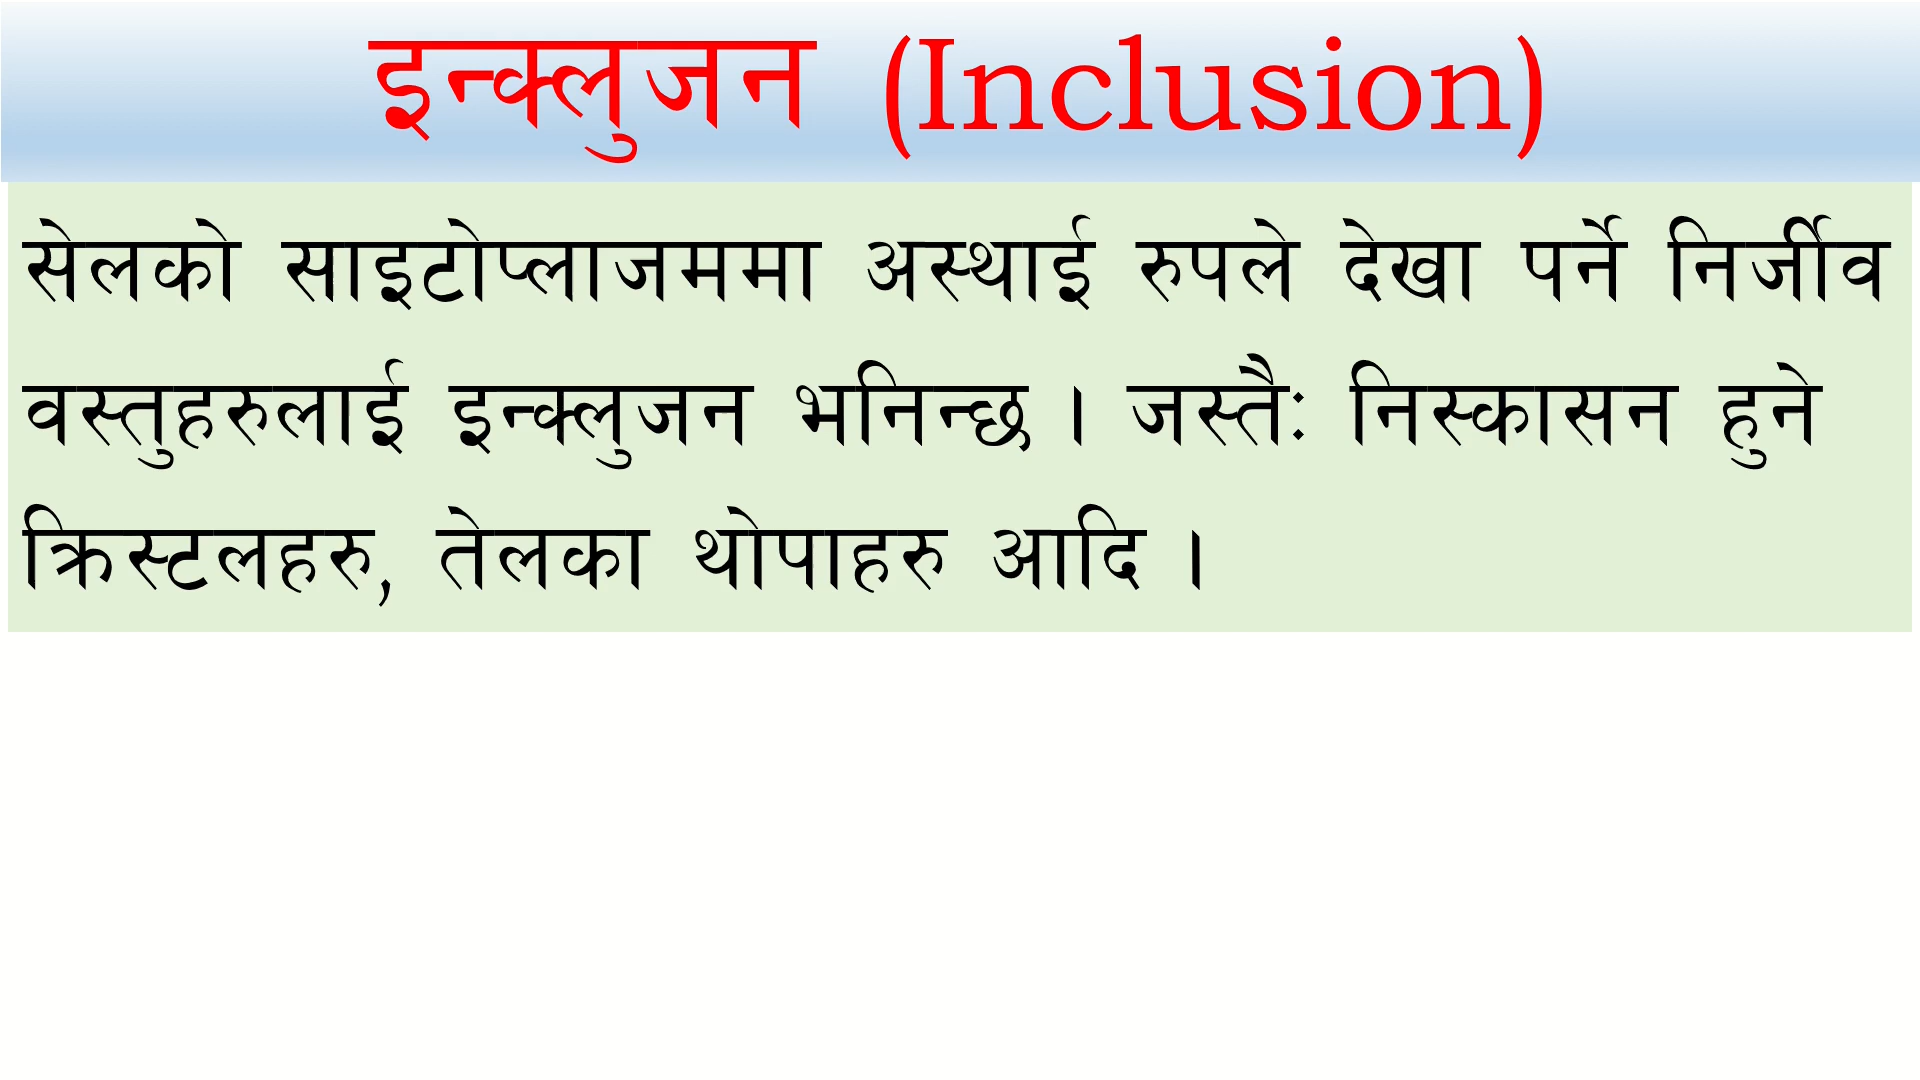 इन्क्लुजन (Inclusion)
सेलको साइटोप्लाजममा अस्थाई रुपले देखा पर्ने निर्जीव
वस्तुहरुलाई इन्क्लुजन भनिन्छ । जस्तैः निस्कासन हुने
क्रिस्टलहरु, तेलका थोपाहरु आदि ।